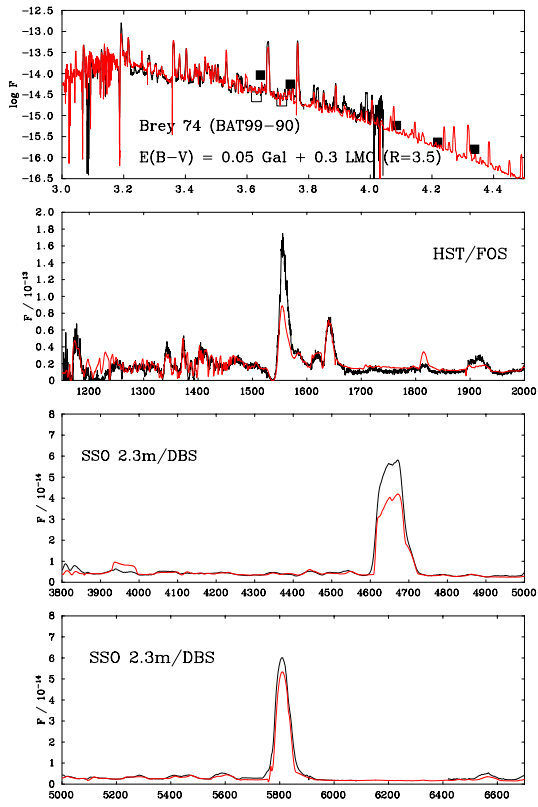 log F
-12.5
-13.0
-13.5
-14.0
-14.5
-15.0
-15.5
-16.0
-16.5
Brey 74 (BAT99-90)
E(B-V) = 0.05 Gal + 0.3 LMC (R=3.5)
3.0 3.2 3.4 3.6 3.8 4.0 4.2 4.4
F / 10⁻¹³
2.0
1.8
1.6
1.4
1.2
1.0
0.8
0.6
0.4
0.2
0
HST/FOS
1200 1300 1400 1500 1600 1700 1800 1900 2000
F / 10⁻¹⁴
8
7
6
5
4
3
2
1
0
SSO 2.3m/DBS
3800 3900 4000 4100 4200 4300 4400 4500 4600 4700 4800 4900 5000
F / 10⁻¹⁴
8
7
6
5
4
3
2
1
0
SSO 2.3m/DBS
5000 5200 5400 5600 5800 6000 6200 6400 6600